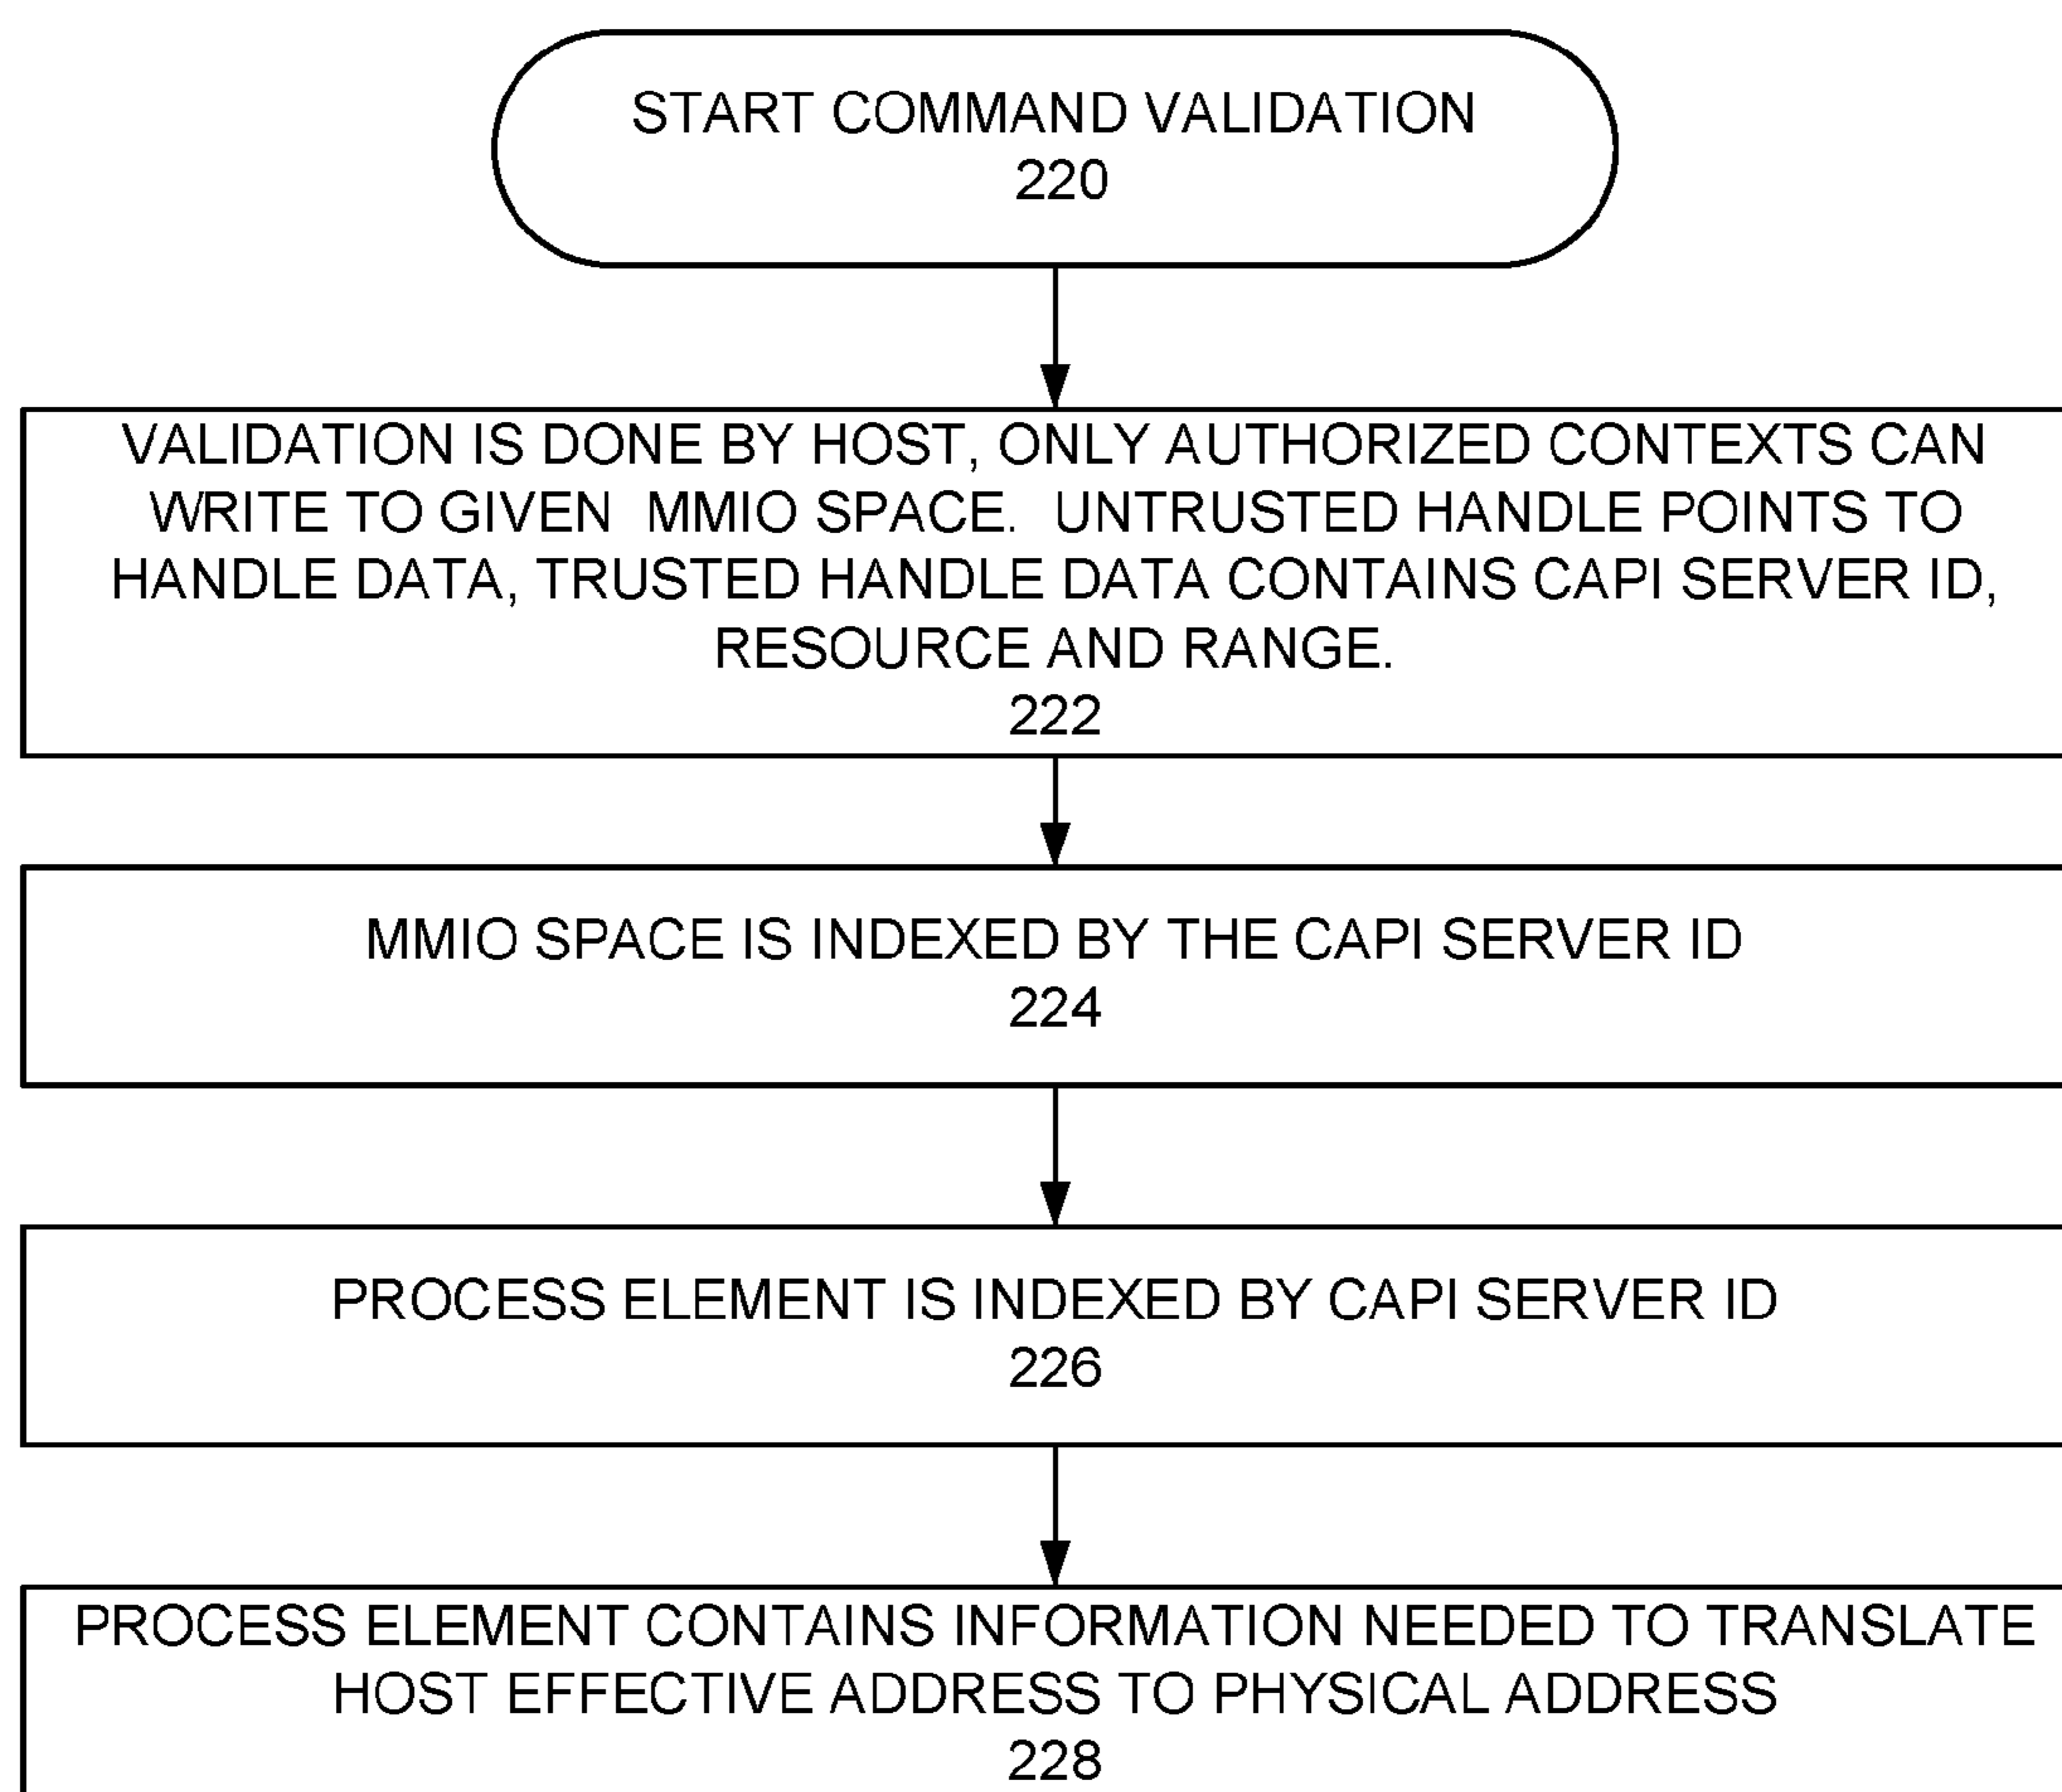 START COMMAND VALIDATION
220
VALIDATION IS DONE BY HOST, ONLY AUTHORIZED CONTEXTS CAN
WRITE TO GIVEN  MMIO SPACE.  UNTRUSTED HANDLE POINTS TO
HANDLE DATA, TRUSTED HANDLE DATA CONTAINS CAPI SERVER ID,
RESOURCE AND RANGE.
222
MMIO SPACE IS INDEXED BY THE CAPI SERVER ID
224
PROCESS ELEMENT IS INDEXED BY CAPI SERVER ID
226
PROCESS ELEMENT CONTAINS INFORMATION NEEDED TO TRANSLATE
HOST EFFECTIVE ADDRESS TO PHYSICAL ADDRESS
228